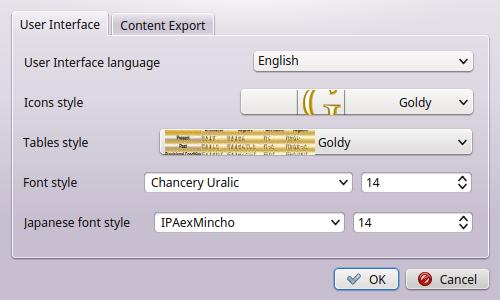 User Interface
Content Export
User Interface language
English
Icons style
Goldy
Tables style
Goldy
Font style
Chancery Uralic
14
Japanese font style
IPAexMincho
14
OK
Cancel